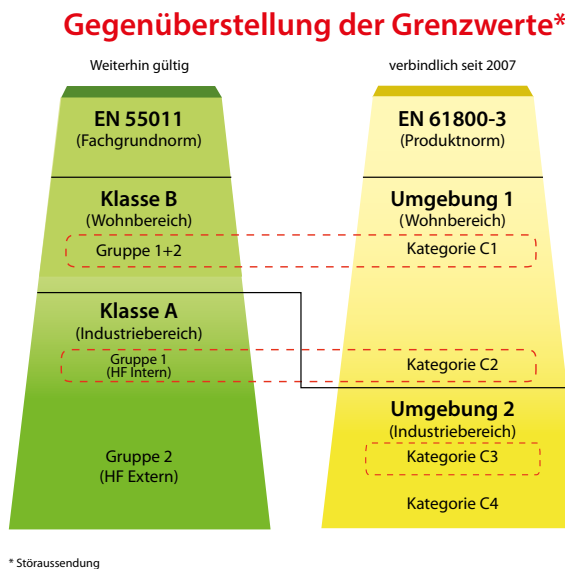 Gegenüberstellung der Grenzwerte*
Weiterhin gültig
EN 55011
(Fachgrundnorm)
Klasse B
(Wohnbereich)
Gruppe 1+2
Klasse A
(Industriebereich)
Gruppe 1
(HF Intern)
Gruppe 2
(HF Extern)
verbindlich seit 2007
EN 61800-3
(Produktnorm)
Umgebung 1
(Wohnbereich)
Kategorie C1
Kategorie C2
Umgebung 2
(Industriebereich)
Kategorie C3
Kategorie C4
* Störaussendung